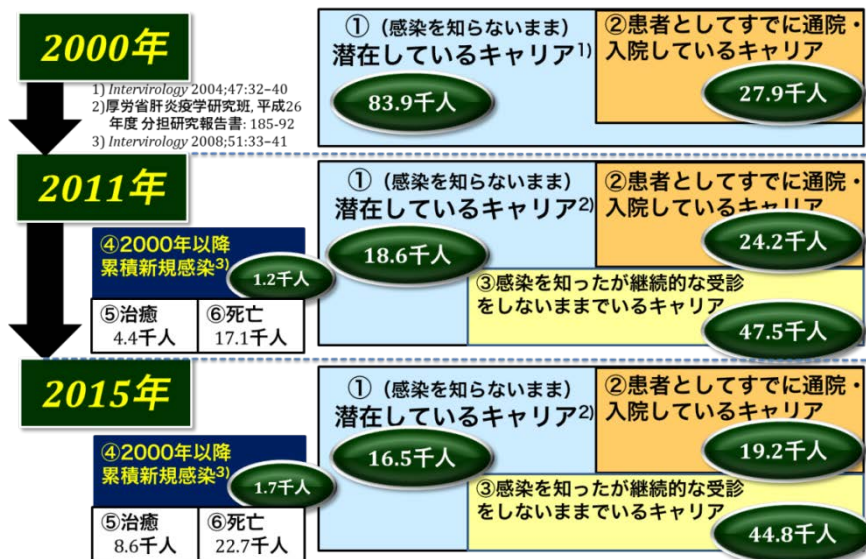 2000年
1) Intervirology 2004;47:32–40
2)厚労省肝炎疫学研究班, 平成26
年度 分担研究報告書: 185-92
3) Intervirology 2008;51:33–41
①（感染を知らないまま）
潜在しているキャリア1)
83.9千人
②患者としてすでに通院・
入院しているキャリア
27.9千人
2011年
④2000年以降
累積新規感染3)
1.2千人
⑤治癒
4.4千人
⑥死亡
17.1千人
①（感染を知らないまま）
潜在しているキャリア2)
18.6千人
②患者としてすでに通院・
入院しているキャリア
24.2千人
③感染を知ったが継続的な受診
をしないままでいるキャリア
47.5千人
2015年
④2000年以降
累積新規感染3)
1.7千人
⑤治癒
8.6千人
⑥死亡
22.7千人
①（感染を知らないまま）
潜在しているキャリア2)
16.5千人
②患者としてすでに通院・
入院しているキャリア
19.2千人
③感染を知ったが継続的な受診
をしないままでいるキャリア
44.8千人